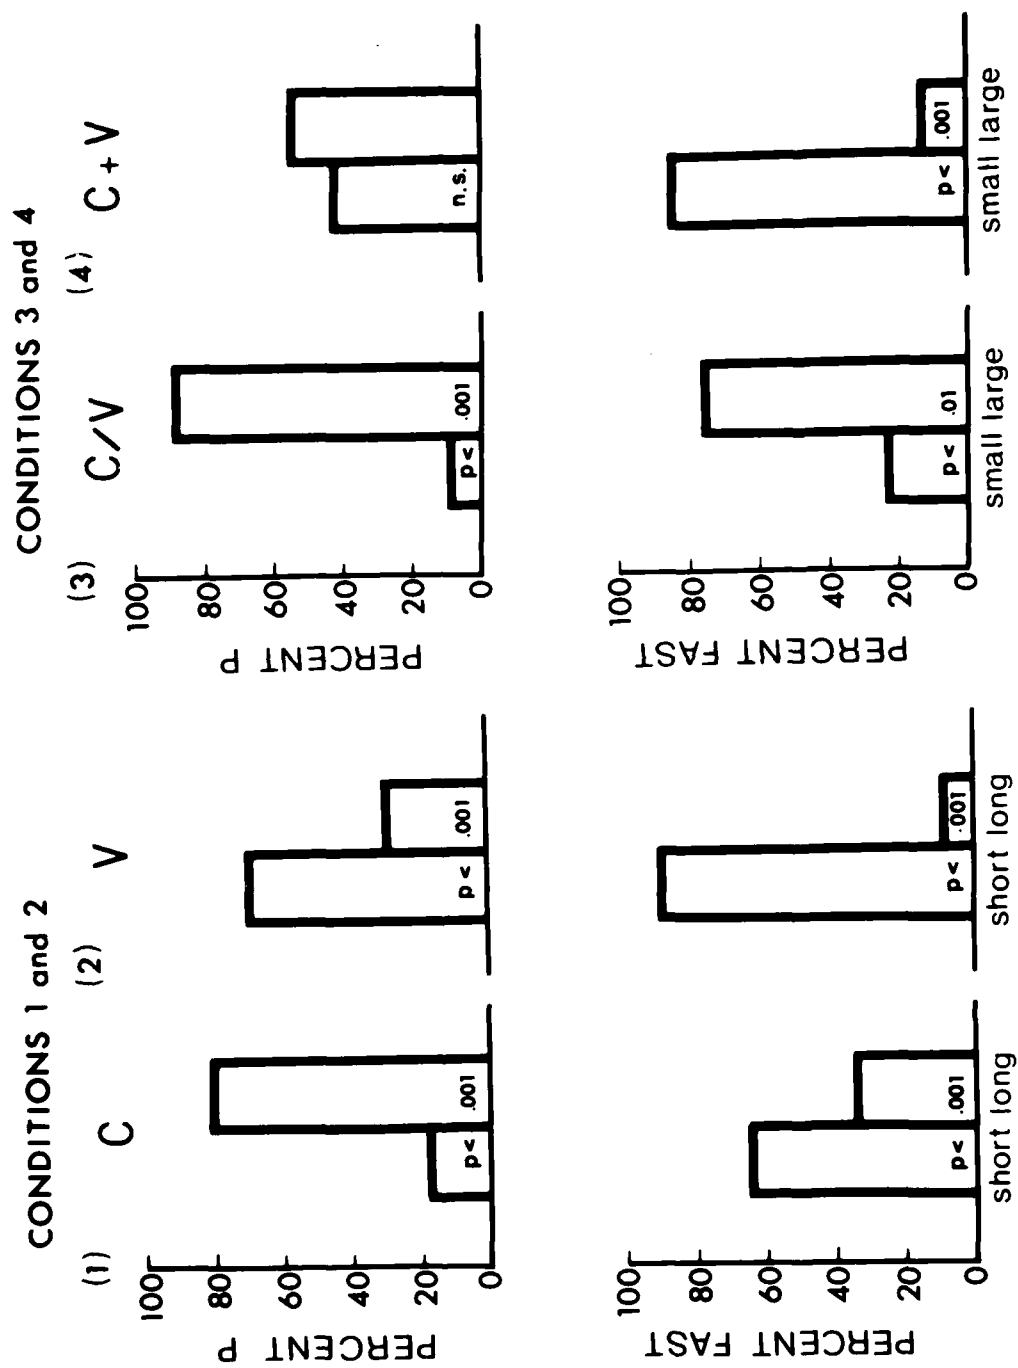 CONDITIONS 1 and 2
(1)
C
(2)
V
PERCENT P
100
80
60
40
20
0
p< .001
p< .001
PERCENT FAST
100
80
60
40
20
0
p< .001
p< .001
short long
short long
CONDITIONS 3 and 4
(3)
C/V
(4)
C+V
PERCENT P
100
80
60
40
20
0
p< .001
n.s.
PERCENT FAST
100
80
60
40
20
0
p< .01
p< .001
small large
small large